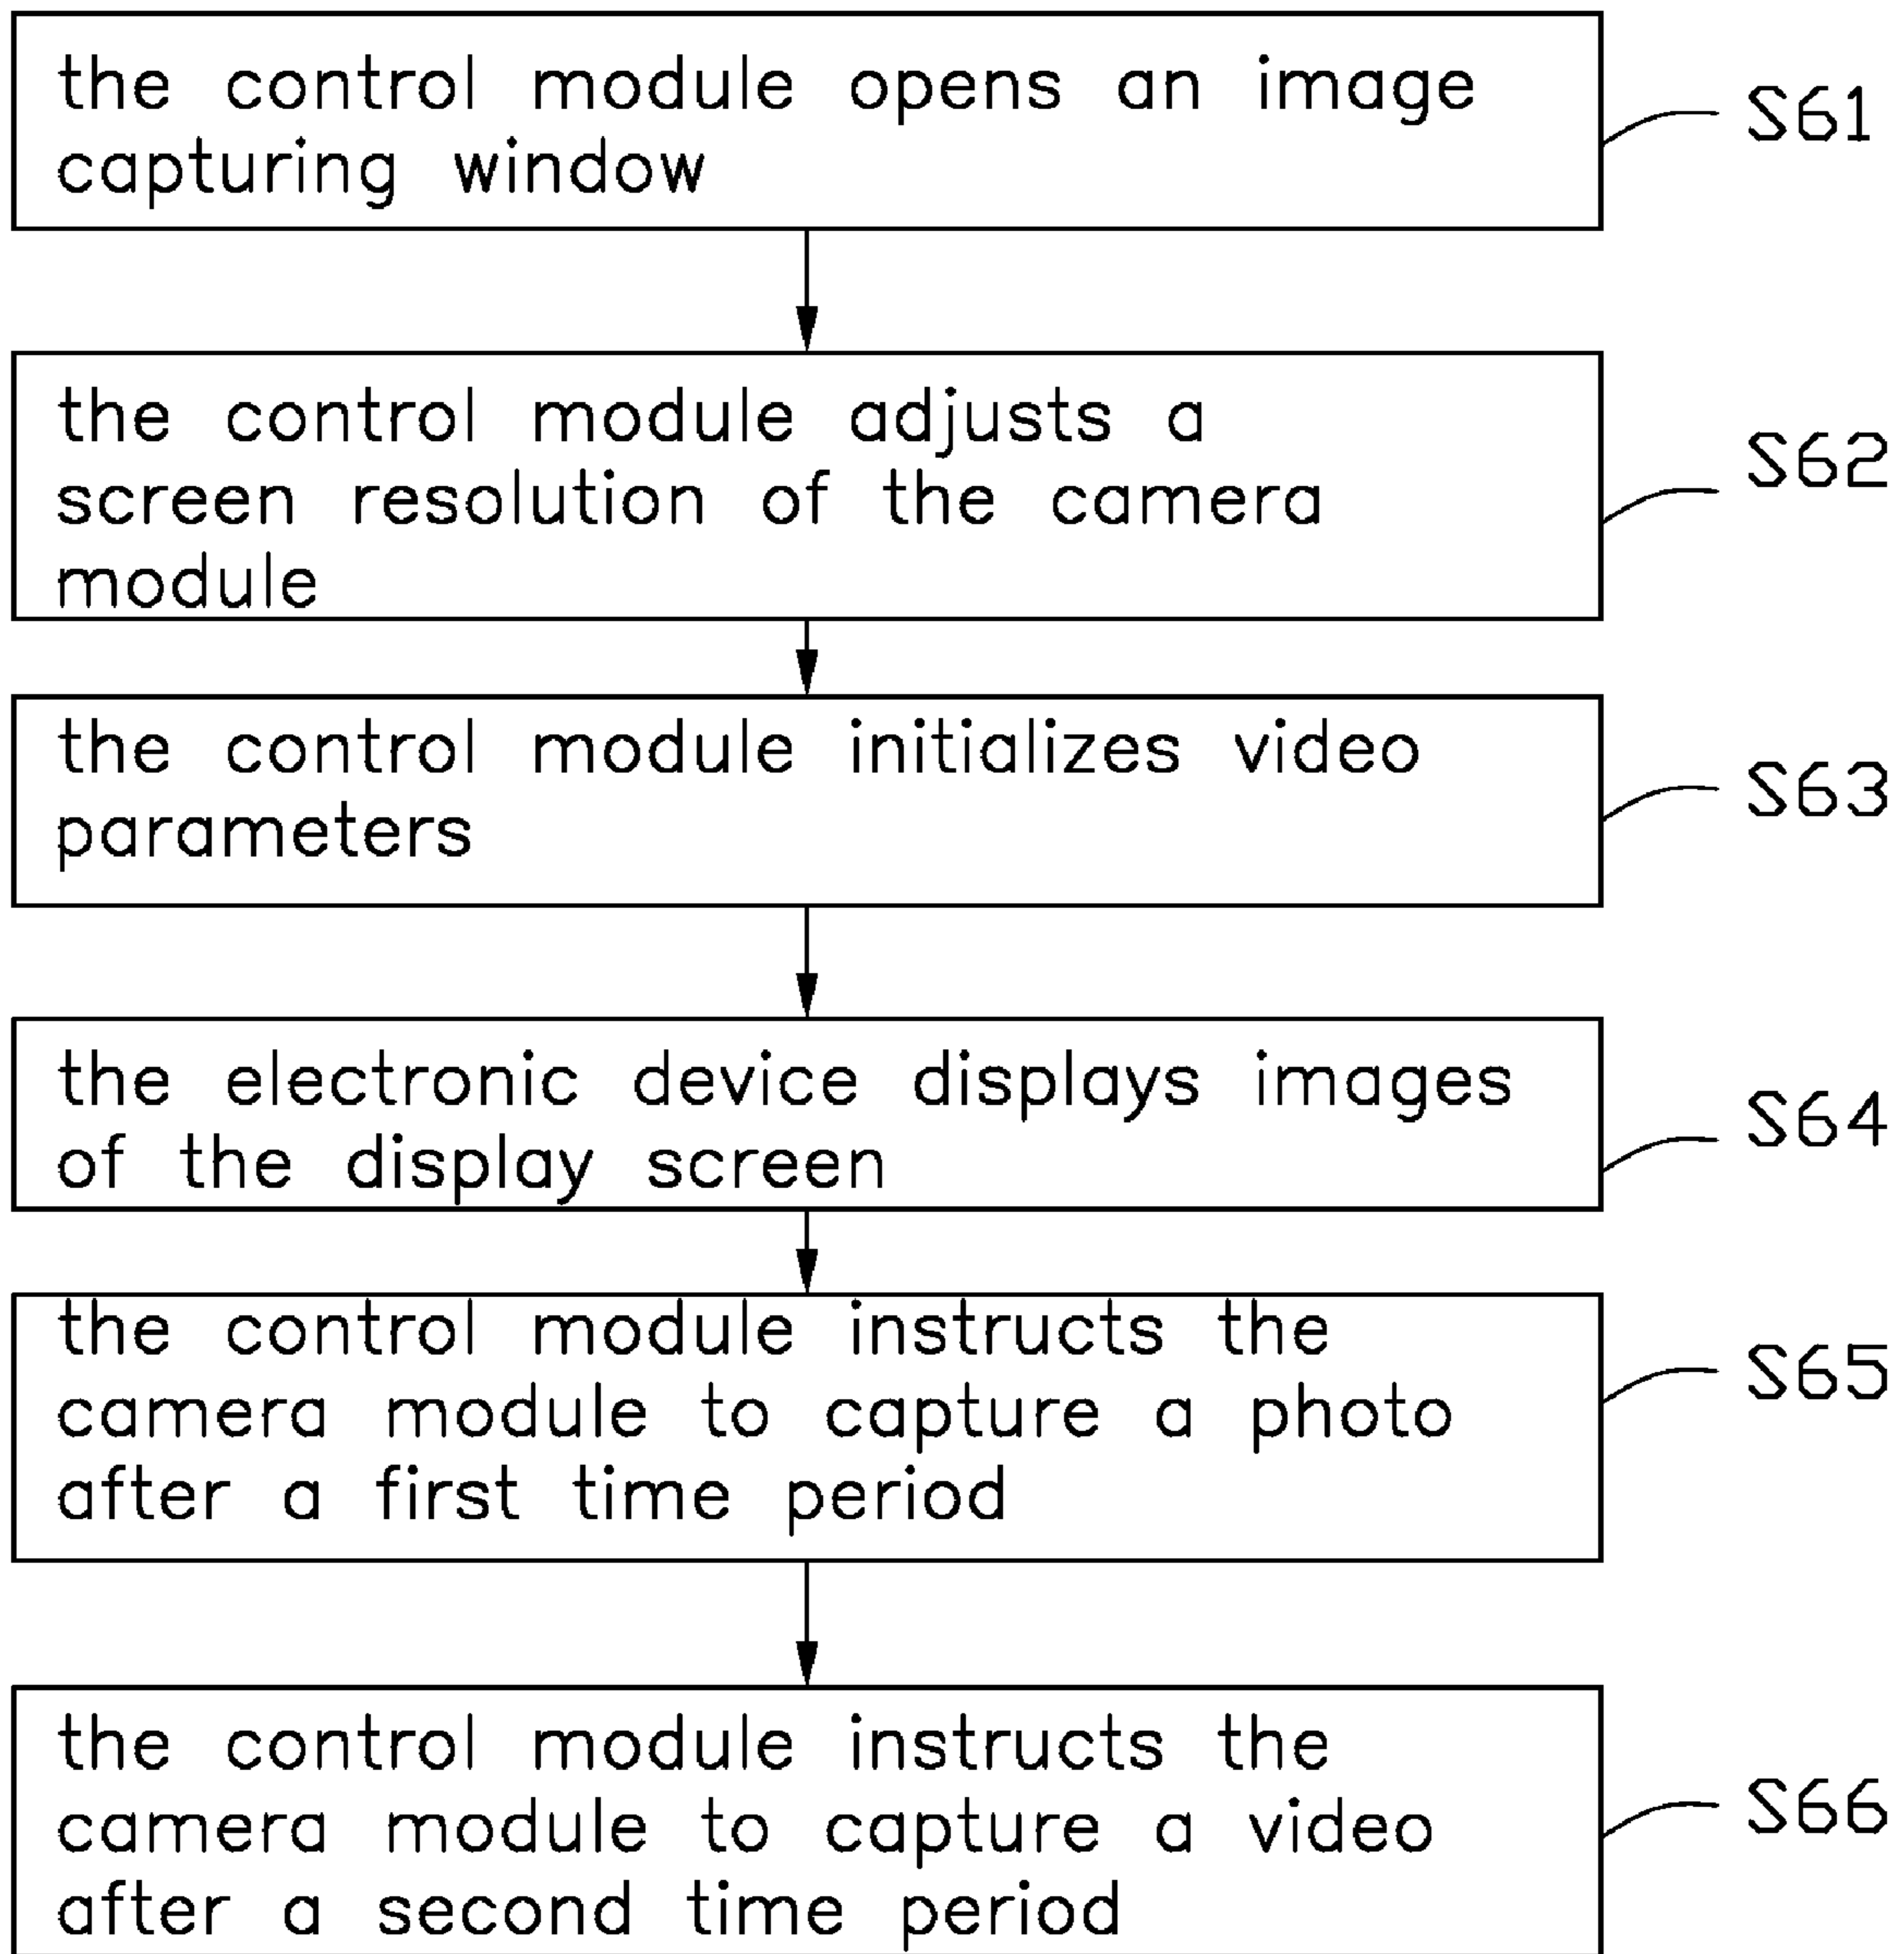 the control module opens an image
capturing window
S61
the control module adjusts a
screen resolution of the camera
module
S62
the control module initializes video
parameters
S63
the electronic device displays images
of the display screen
S64
the control module instructs the
camera module to capture a photo
after a first time period
S65
the control module instructs the
camera module to capture a video
after a second time period
S66